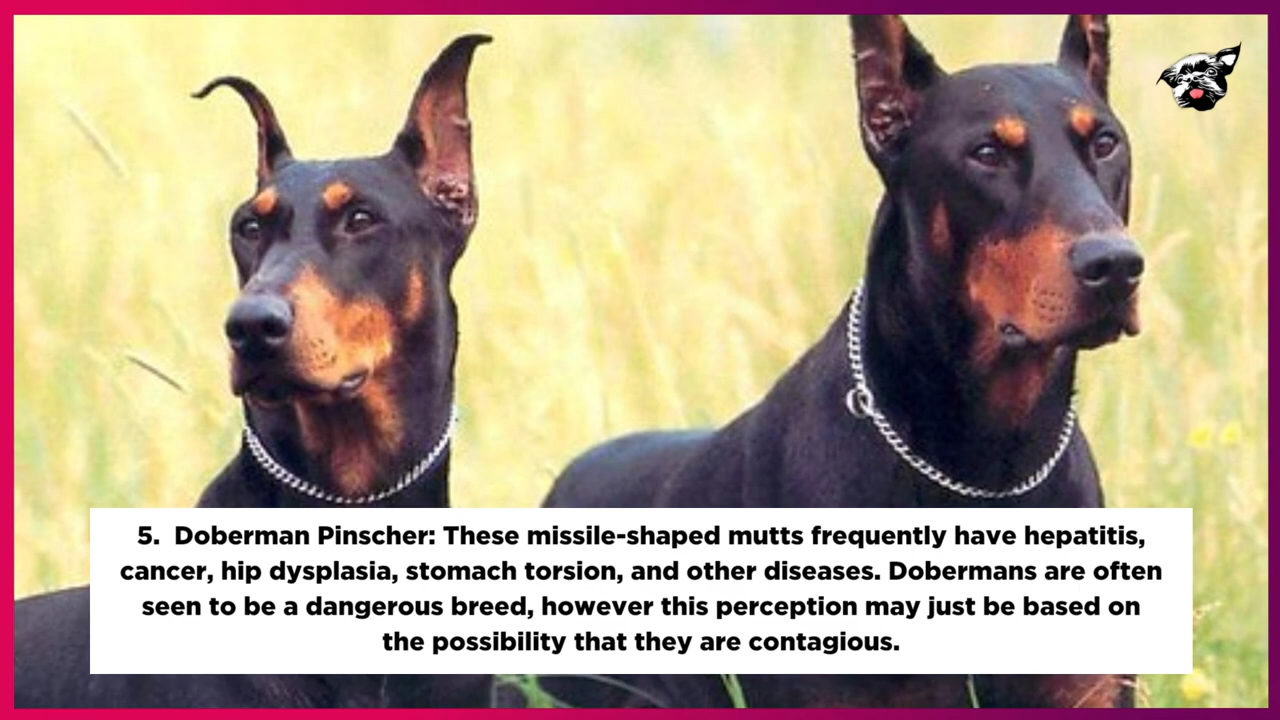 5. Doberman Pinscher: These missile-shaped mutts frequently have hepatitis,
cancer, hip dysplasia, stomach torsion, and other diseases. Dobermans are often
seen to be a dangerous breed, however this perception may just be based on
the possibility that they are contagious.